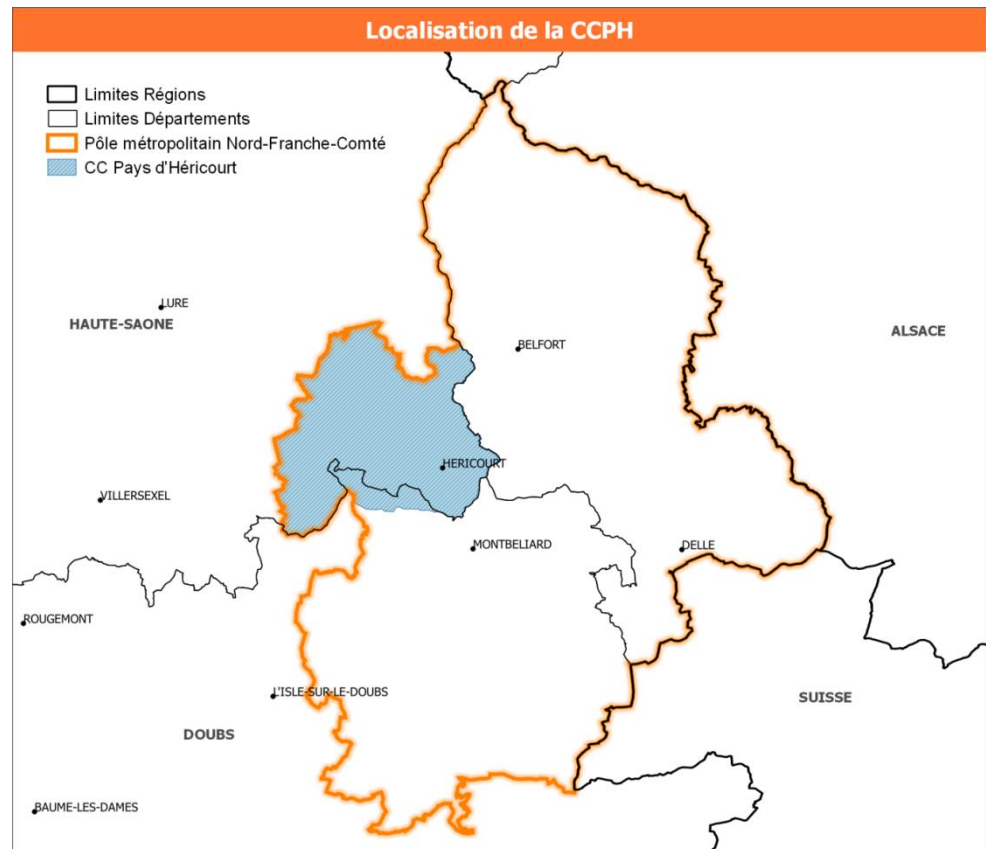 Localisation de la CCPH
Limites Régions
Limites Départements
Pôle métropolitain Nord-Franche-Comté
CC Pays d'Héricourt
LURE
HAUTE-SAONE
ALSACE
BELFORT
HERICOURT
VILLERSEXEL
MONTBELIARD
DELLE
ROUGEMONT
L'ISLE-SUR-LE-DOUBS
SUISSE
DOUBS
BAUME-LES-DAMES